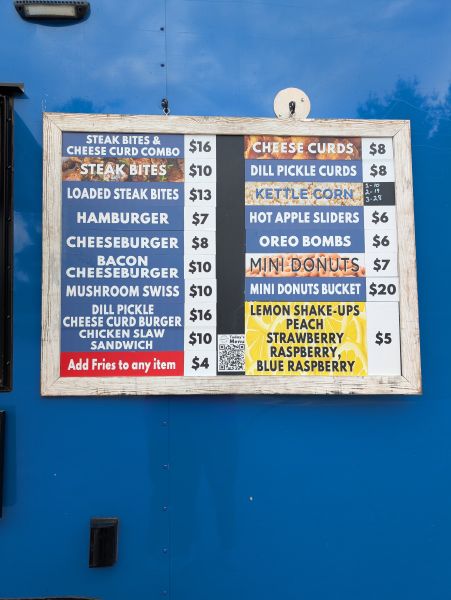 STEAK BITES &
CHEESE CURD COMBO $16
STEAK BITES $10
LOADED STEAK BITES $13
HAMBURGER $7
CHEESEBURGER $8
BACON
CHEESEBURGER $10
MUSHROOM SWISS $10
DILL PICKLE
CHEESE CURD BURGER $16
CHICKEN SLAW
SANDWICH $10
Add Fries to any item $4
Today's
Menu
CHEESE CURDS $8
DILL PICKLE CURDS $8
KETTLE CORN
HOT APPLE SLIDERS $6
OREO BOMBS $6
MINI DONUTS $7
MINI DONUTS BUCKET $20
LEMON SHAKE-UPS
PEACH
STRAWBERRY
RASPBERRY,
BLUE RASPBERRY
$5